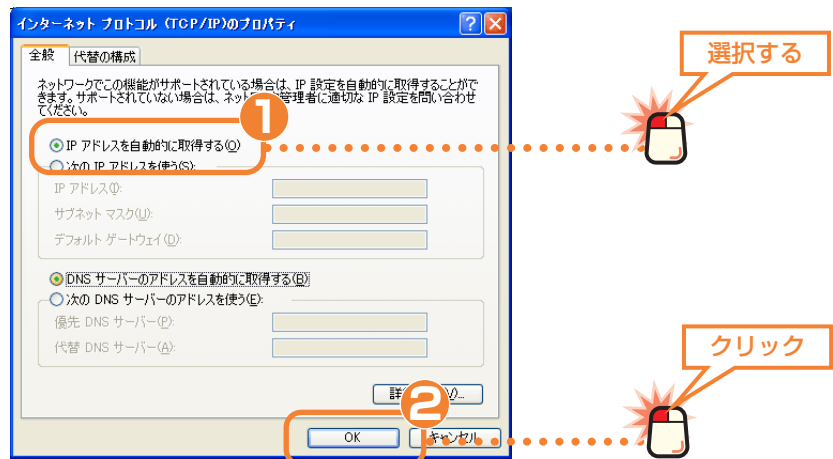 インターネット プロトコル (TCP/IP)のプロパティ
全般 代替の構成
ネットワークでこの機能がサポートされている場合は、IP 設定を自動的に取得することがで
きます。サポートされていない場合は、ネットワーク管理者に適切な IP 設定を問い合わせ
てください。
1
選択する
IP アドレスを自動的に取得する(O)
次の IP アドレスを使う(S):
IP アドレス(I):
サブネット マスク(U):
デフォルト ゲートウェイ(D):
DNS サーバーのアドレスを自動的に取得する(B)
次の DNS サーバーのアドレスを使う(E):
優先 DNS サーバー(P):
代替 DNS サーバー(A):
クリック
2
OK キャンセル